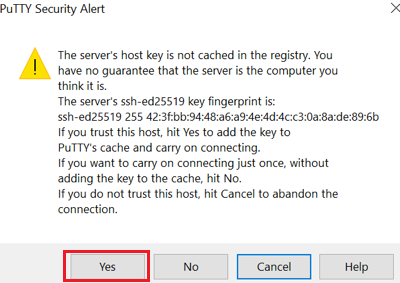 PuTTY Security Alert
The server's host key is not cached in the registry. You
have no guarantee that the server is the computer you
think it is.
The server's ssh-ed25519 key fingerprint is:
ssh-ed25519 255 42:3f:bb:94:48:a6:a9:4e:4d:4c:c3:0a:8a:de:89:6b
If you trust this host, hit Yes to add the key to
PuTTY's cache and carry on connecting.
If you want to carry on connecting just once, without
adding the key to the cache, hit No.
If you do not trust this host, hit Cancel to abandon the
connection.
Yes No Cancel Help